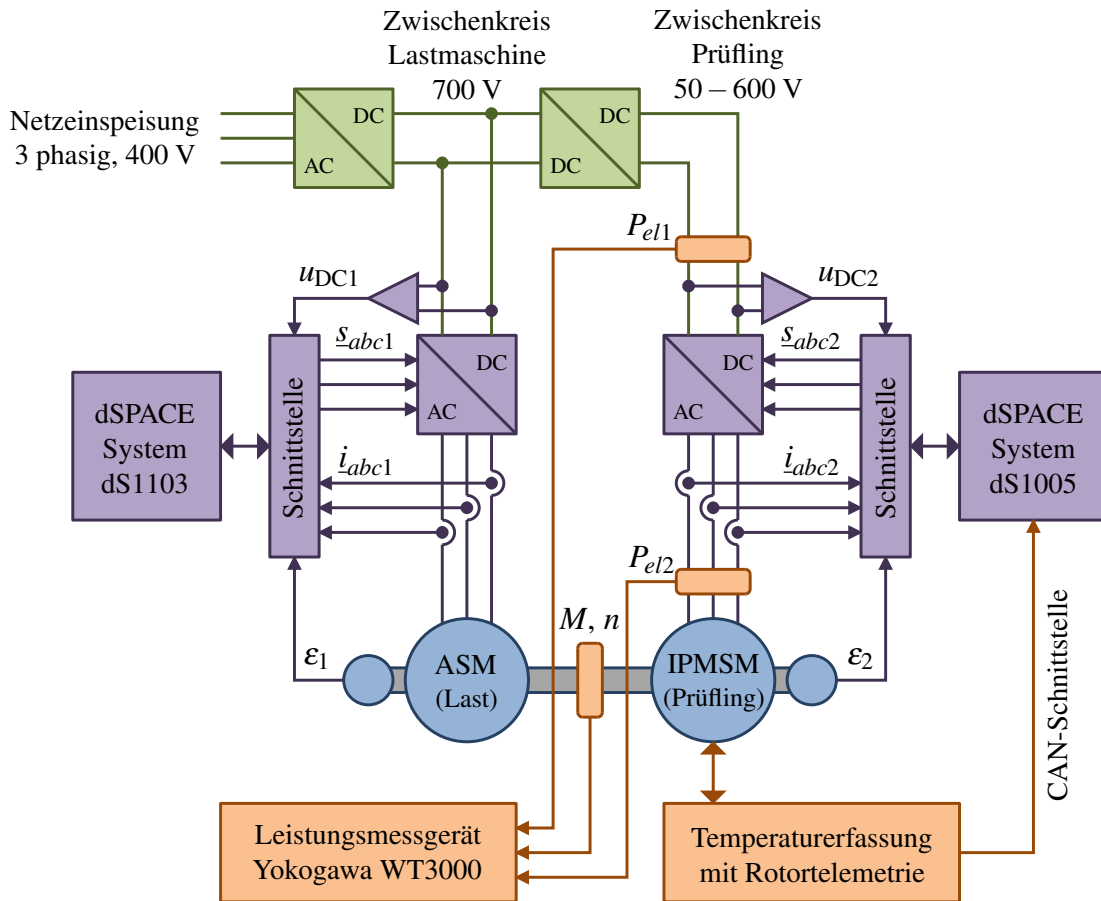 Zwischenkreis
Lastmaschine
700 V
Zwischenkreis
Prüfling
50 – 600 V
Netzeinspeisung
3 phasig, 400 V
DC
AC
DC
DC
P_el1
u_DC1
u_DC2
s_abc1
s_abc2
DC
AC
DC
AC
dSPACE
System
dS1103
Schnittstelle
Schnittstelle
dSPACE
System
dS1005
i_abc1
i_abc2
P_el2
M, n
ε1
ASM
(Last)
IPMSM
(Prüfling)
ε2
CAN-Schnittstelle
Leistungsmessgerät
Yokogawa WT3000
Temperaturerfassung
mit Rotortelemetrie